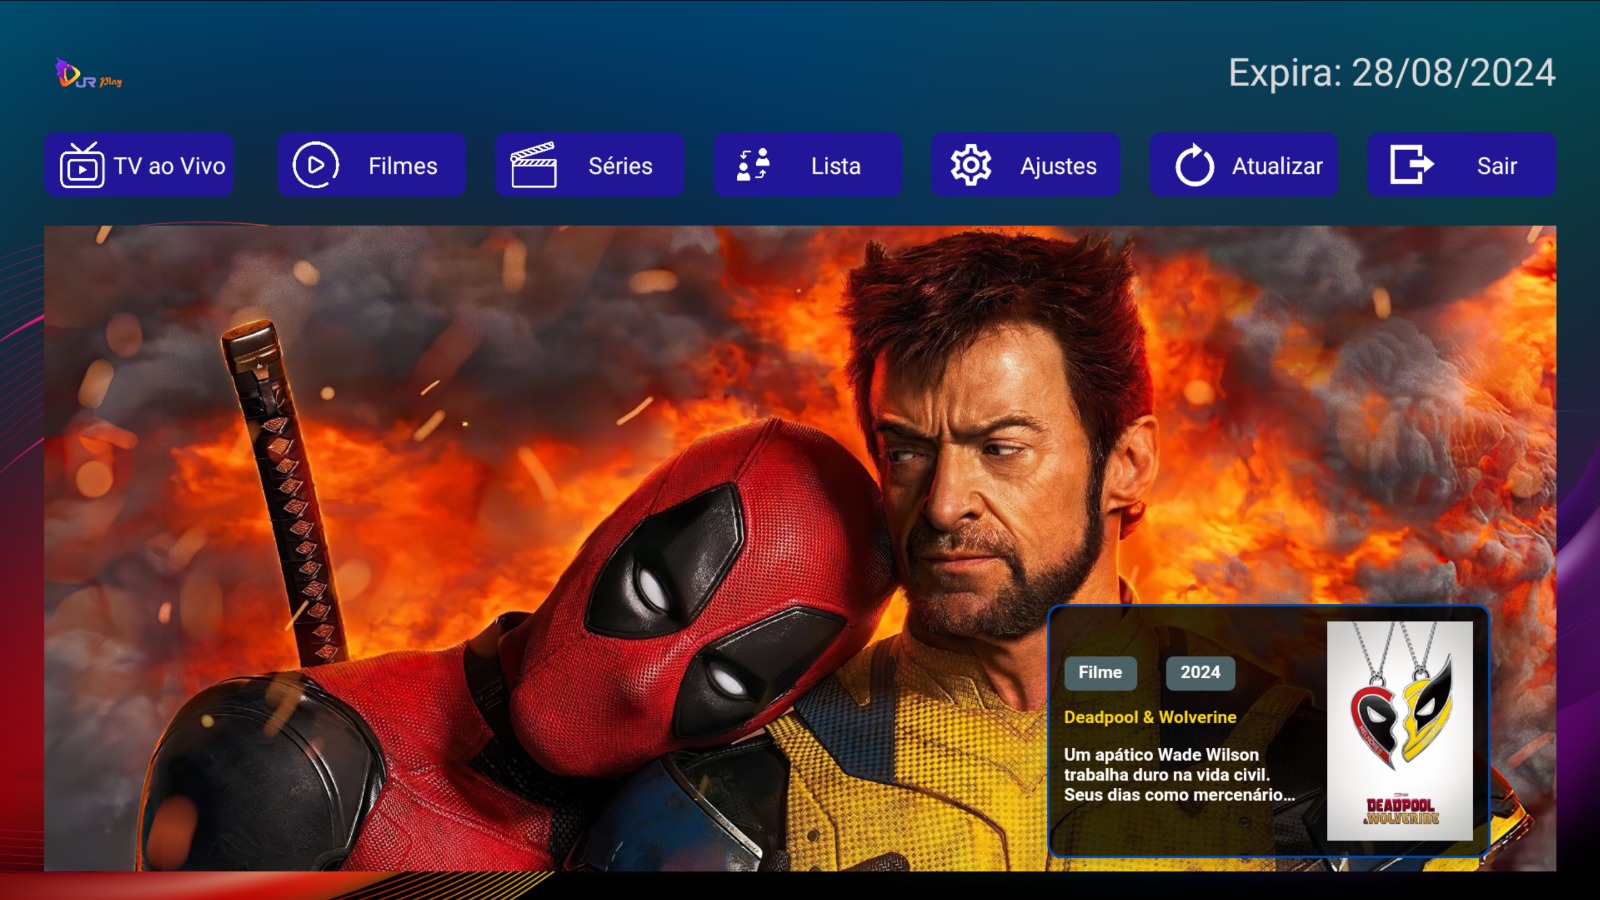 DJR Play
Expira: 28/08/2024
TV ao Vivo
Filmes
Séries
Lista
Ajustes
Atualizar
Sair
Filme
2024
Deadpool & Wolverine
Um apático Wade Wilson
trabalha duro na vida civil.
Seus dias como mercenário...
DEADPOOL
& WOLVERINE